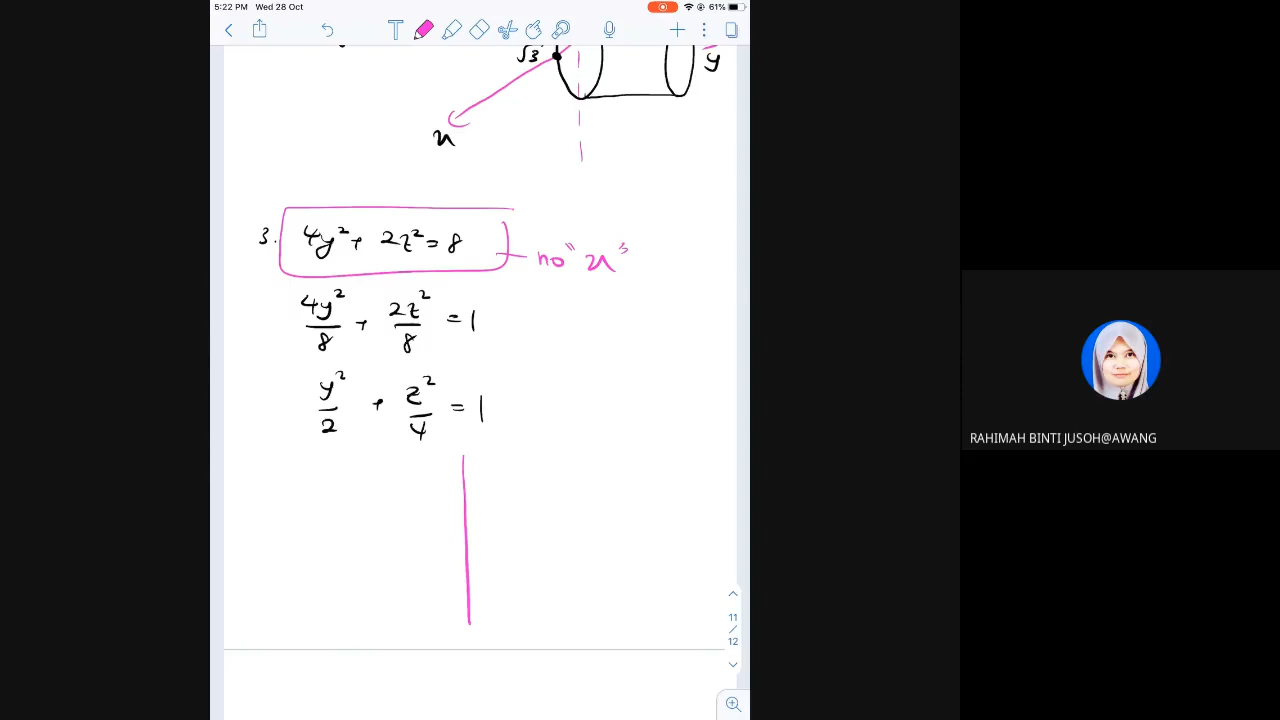 5:22 PM Wed 28 Oct
61%
T
√3
y
x
3. 4y² + 2z² = 8
no "x"
4y²/8 + 2z²/8 = 1
y²/2 + z²/4 = 1
RAHIMAH BINTI JUSOH@AWANG
11
/
12